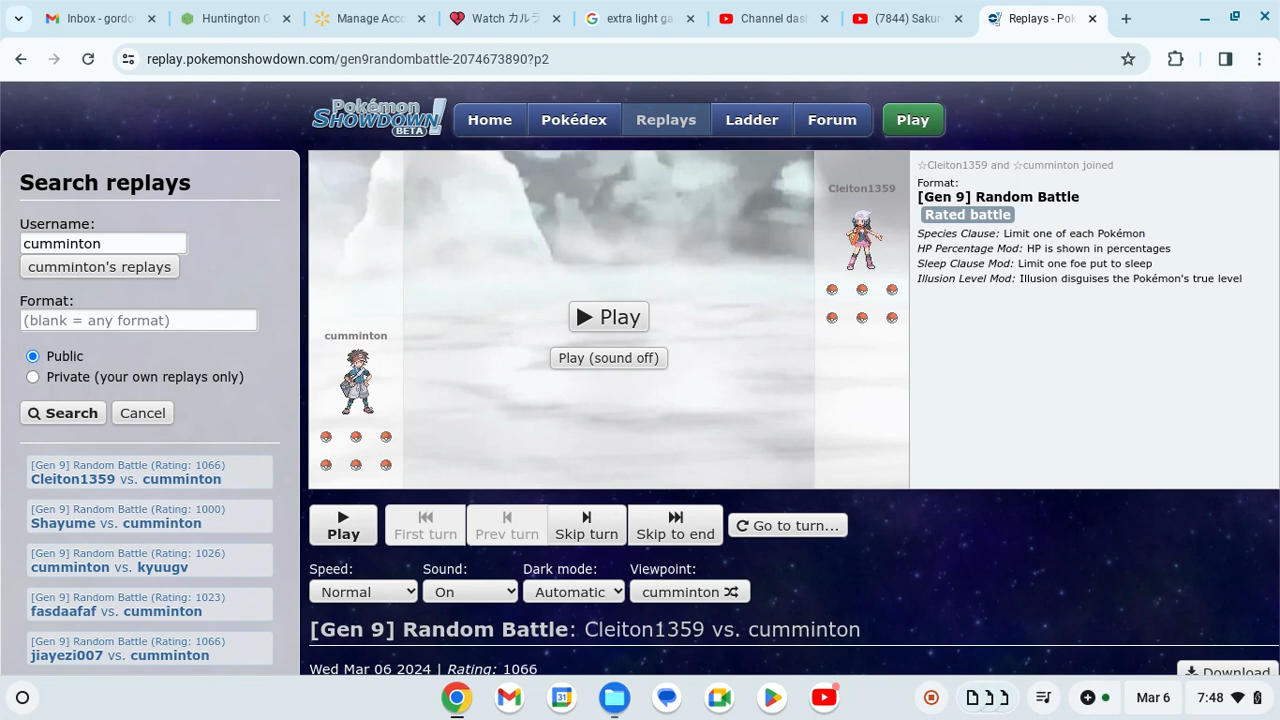 Inbox - gordo
Huntington C
Manage Acco
Watch カルラ
extra light ga
Channel das
(7844) Saku
Replays - Pok
replay.pokemonshowdown.com/gen9randombattle-2074673890?p2
Pokémon SHOWDOWN! BETA
Home
Pokédex
Replays
Ladder
Forum
Play
Search replays
Username:
cumminton
cumminton's replays
Format:
(blank = any format)
Public
Private (your own replays only)
Search
Cancel
[Gen 9] Random Battle (Rating: 1066)
Cleiton1359 vs. cumminton
[Gen 9] Random Battle (Rating: 1000)
Shayume vs. cumminton
[Gen 9] Random Battle (Rating: 1026)
cumminton vs. kyuugv
[Gen 9] Random Battle (Rating: 1023)
fasdaafaf vs. cumminton
[Gen 9] Random Battle (Rating: 1066)
jiayezi007 vs. cumminton
Cleiton1359
cumminton
Play
Play (sound off)
☆Cleiton1359 and ☆cumminton joined
Format:
[Gen 9] Random Battle
Rated battle
Species Clause: Limit one of each Pokémon
HP Percentage Mod: HP is shown in percentages
Sleep Clause Mod: Limit one foe put to sleep
Illusion Level Mod: Illusion disguises the Pokémon's true level
Play
First turn
Prev turn
Skip turn
Skip to end
Go to turn...
Speed:
Sound:
Dark mode:
Viewpoint:
Normal
On
Automatic
cumminton
[Gen 9] Random Battle: Cleiton1359 vs. cumminton
Wed Mar 06 2024 | Rating: 1066
Download
31
Mar 6
7:48